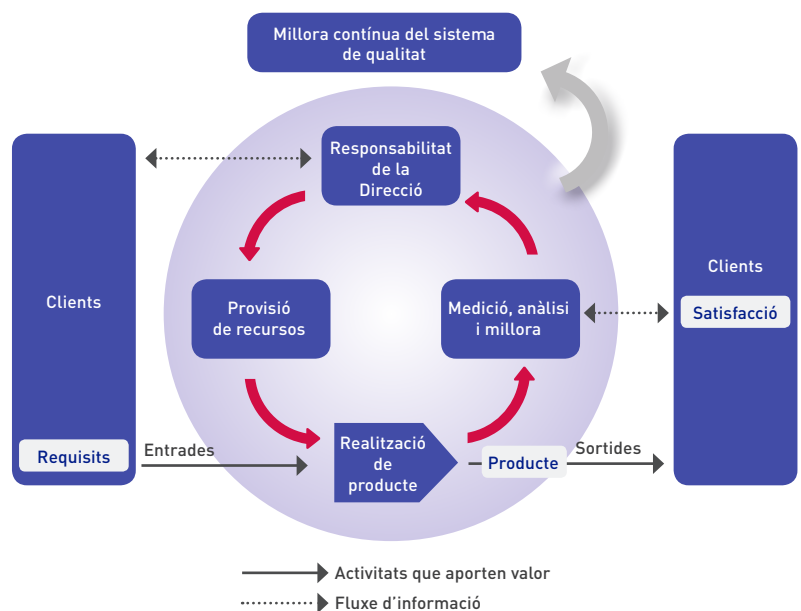 Millora contínua del sistema
de qualitat
Responsabilitat
de la
Direcció
Clients
Provisió
de recursos
Medició, anàlisi
i millora
Clients
Satisfacció
Requisits
Entrades
Realització
de
producte
Producte
Sortides
Activitats que aporten valor
Fluxe d’informació